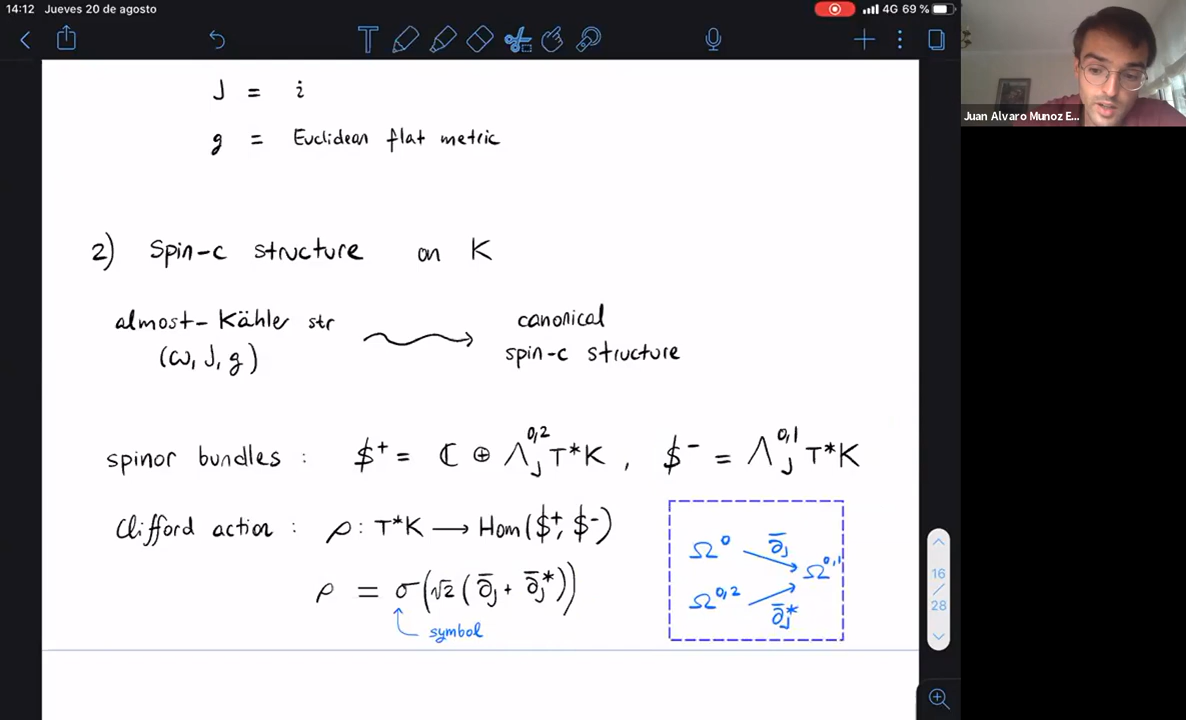 14:12 Jueves 20 de agosto
4G 69 %
J = i
g = Euclidean flat metric
2) Spin-c structure on K
almost-Kähler str
(ω, J, g)
canonical
spin-c structure
spinor bundles : $⁺ = ℂ ⊕ Λ_J^{0,2} T*K , $⁻ = Λ_J^{0,1} T*K
Clifford action : ρ : T*K ⟶ Hom($⁺, $⁻)
ρ = σ(√2 (∂̄_J + ∂̄_J*))
symbol
Ω⁰ ∂̄_J Ω^{0,1}
Ω^{0,2} ∂̄_J*
16
/
28
Juan Alvaro Munoz E...